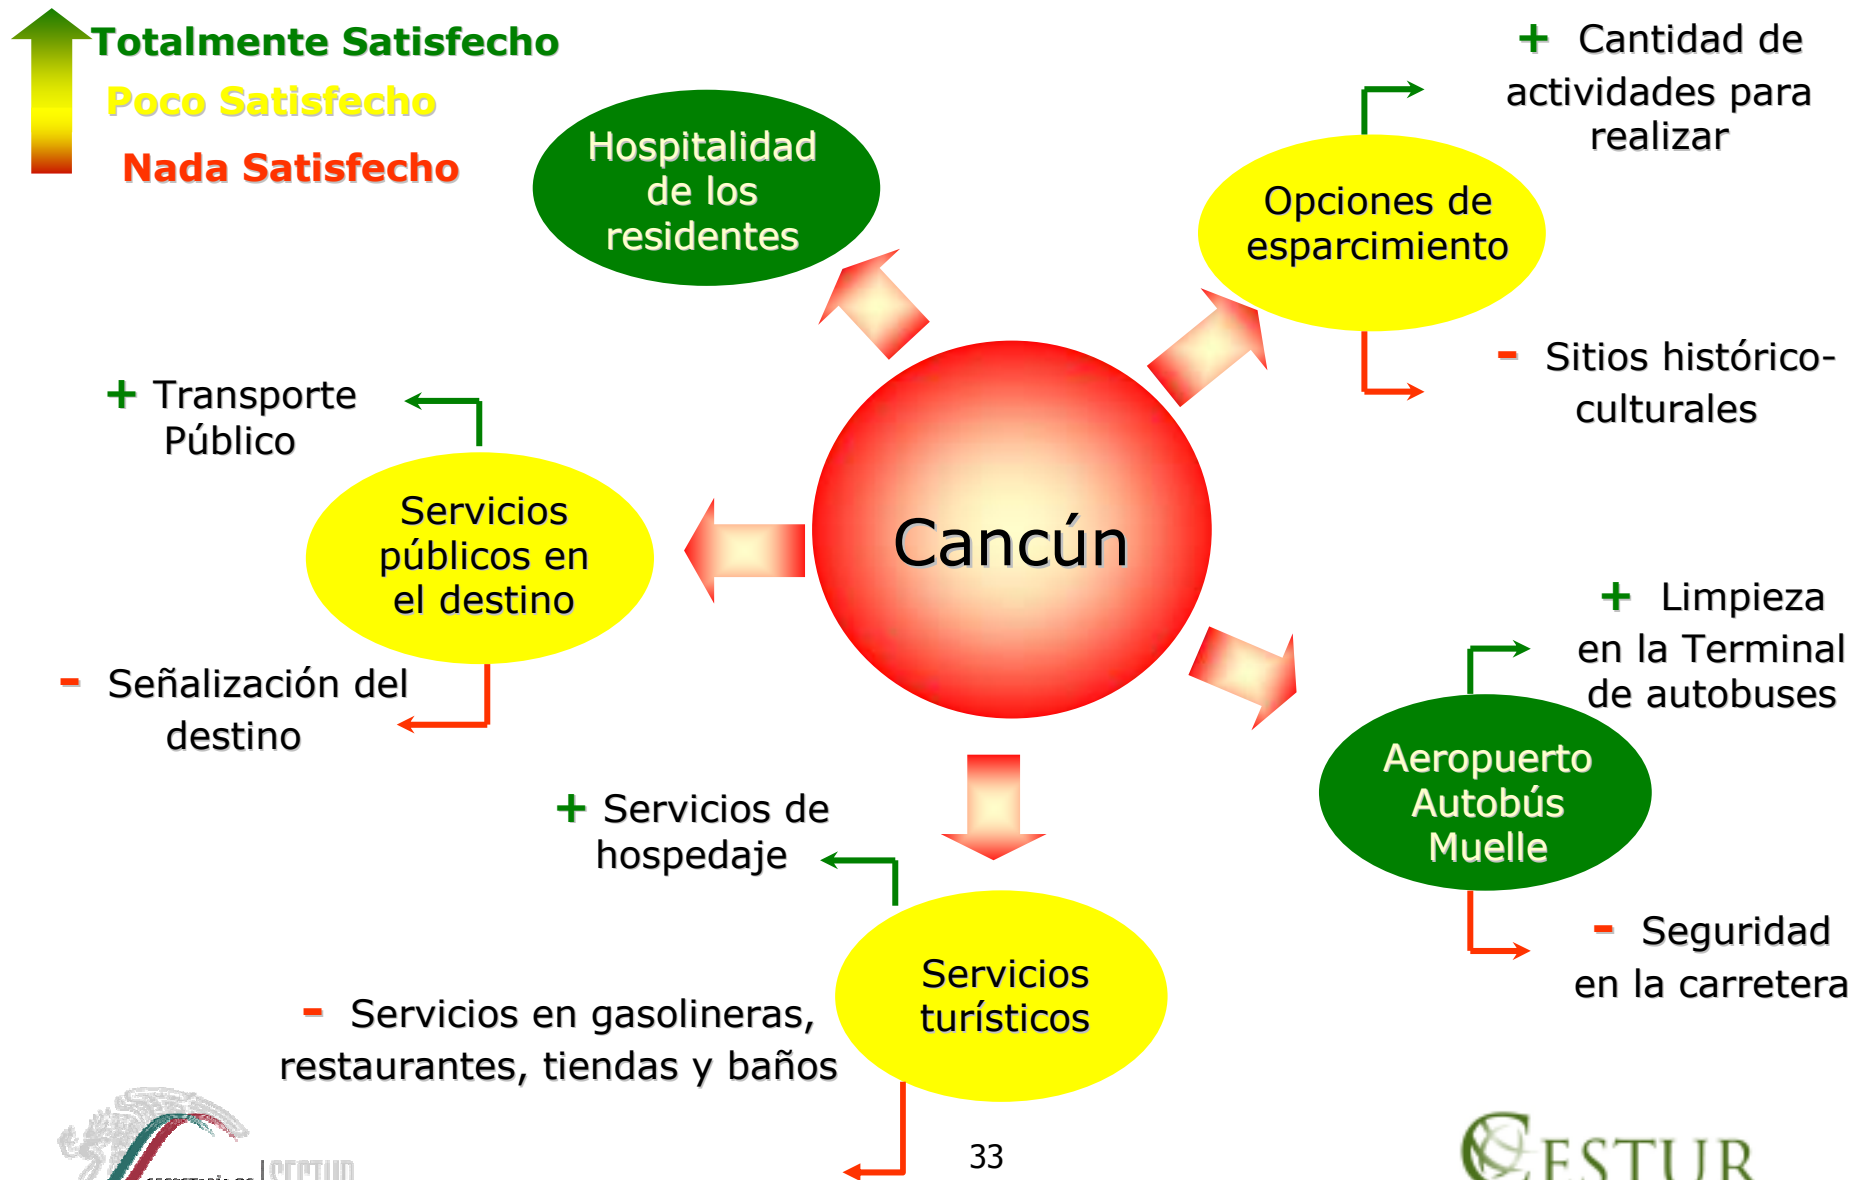 Totalmente Satisfecho
Poco Satisfecho
Nada Satisfecho
Hospitalidad
de los
residentes
+ Cantidad de
actividades para
realizar
Opciones de
esparcimiento
- Sitios histórico-
culturales
+ Transporte
Público
Servicios
públicos en
el destino
- Señalización del
destino
Cancún
+ Limpieza
en la Terminal
de autobuses
Aeropuerto
Autobús
Muelle
- Seguridad
en la carretera
+ Servicios de
hospedaje
Servicios
turísticos
- Servicios en gasolineras,
restaurantes, tiendas y baños
33
CESTUR